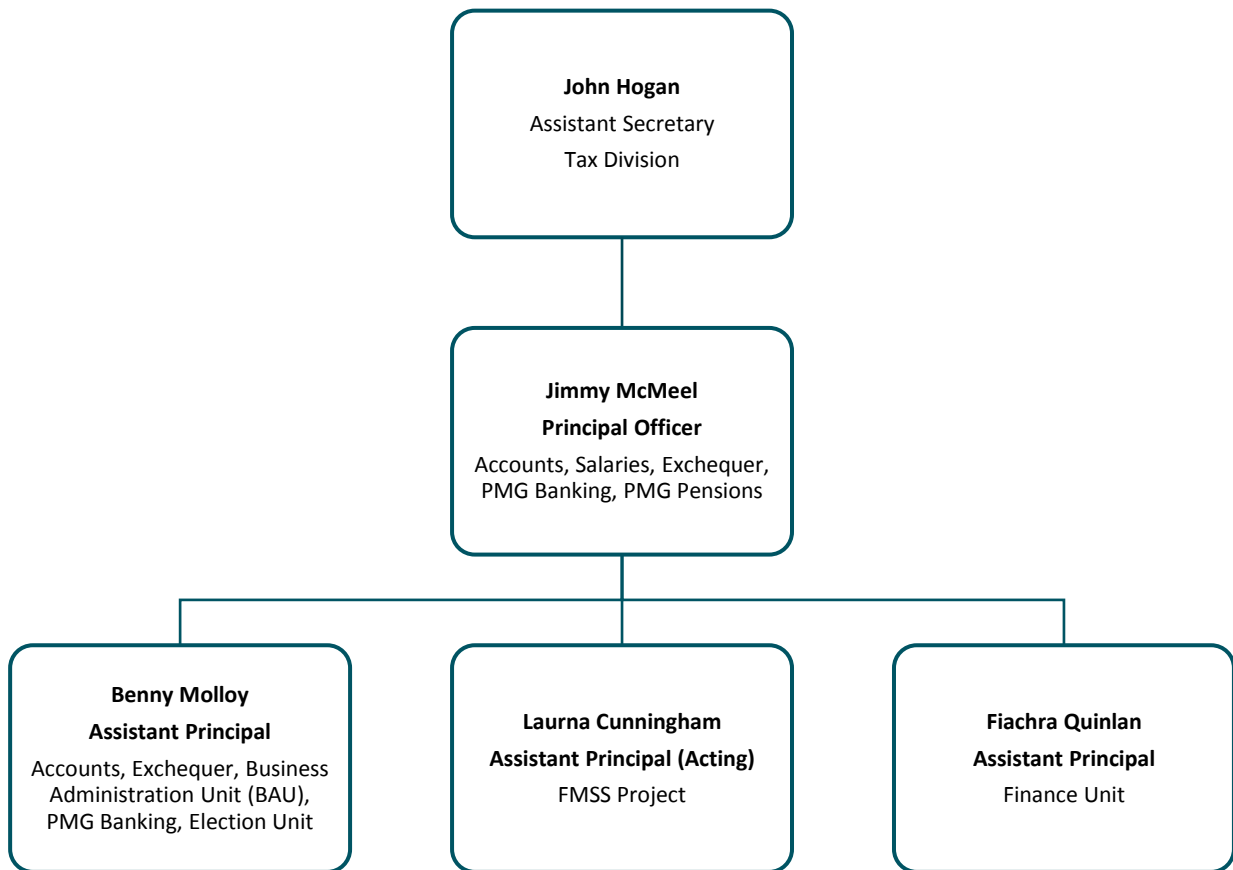 John Hogan
Assistant Secretary
Tax Division
Jimmy McMeel
Principal Officer
Accounts, Salaries, Exchequer,
PMG Banking, PMG Pensions
Benny Molloy
Assistant Principal
Accounts, Exchequer, Business
Administration Unit (BAU),
PMG Banking, Election Unit
Laurna Cunningham
Assistant Principal (Acting)
FMSS Project
Fiachra Quinlan
Assistant Principal
Finance Unit